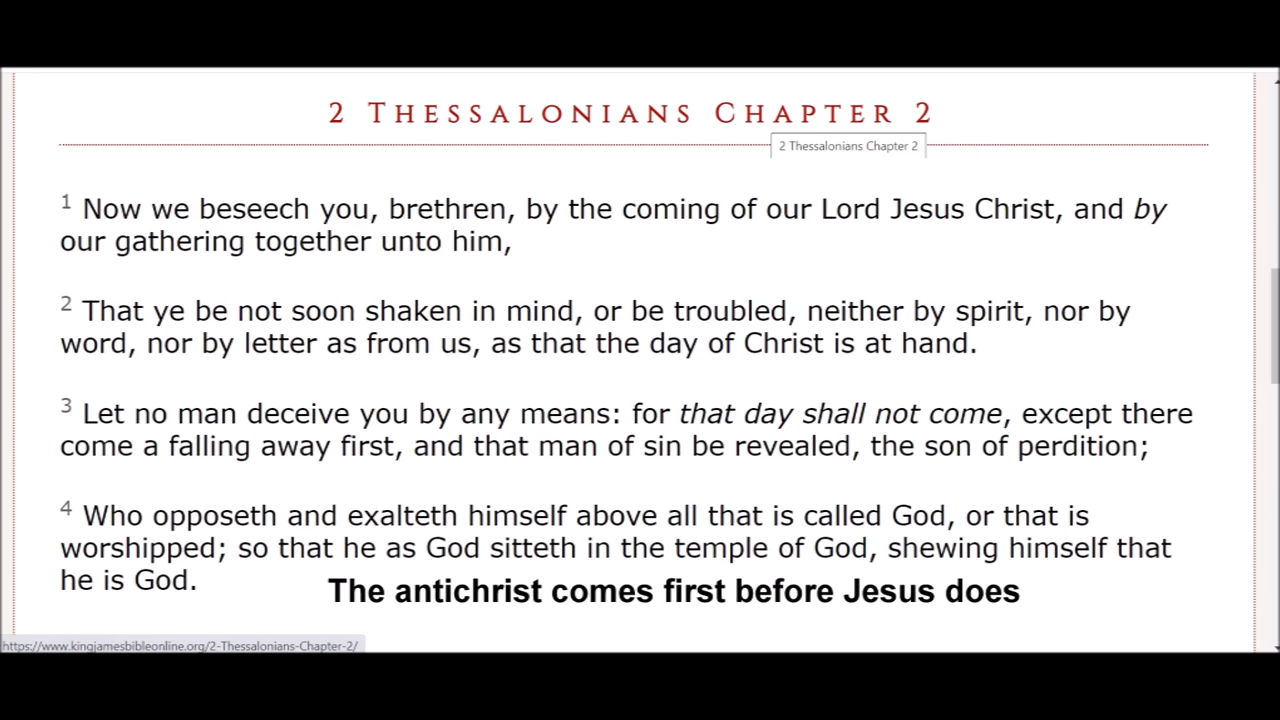 2 Thessalonians Chapter 2
2 Thessalonians Chapter 2
1 Now we beseech you, brethren, by the coming of our Lord Jesus Christ, and by
our gathering together unto him,
2 That ye be not soon shaken in mind, or be troubled, neither by spirit, nor by
word, nor by letter as from us, as that the day of Christ is at hand.
3 Let no man deceive you by any means: for that day shall not come, except there
come a falling away first, and that man of sin be revealed, the son of perdition;
4 Who opposeth and exalteth himself above all that is called God, or that is
worshipped; so that he as God sitteth in the temple of God, shewing himself that
he is God.
The antichrist comes first before Jesus does
https://www.kingjamesbibleonline.org/2-Thessalonians-Chapter-2/